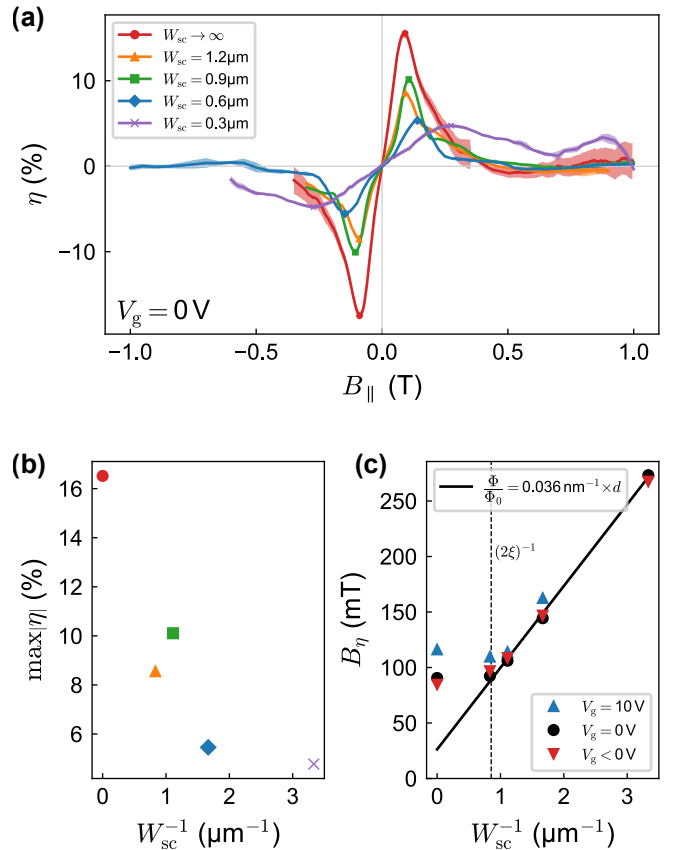 (a)
η (%)
10
0
−10
W_sc → ∞
W_sc = 1.2µm
W_sc = 0.9µm
W_sc = 0.6µm
W_sc = 0.3µm
V_g = 0 V
−1.0 −0.5 0.0 0.5 1.0
B_∥ (T)
(b)
max|η| (%)
16
14
12
10
8
6
0 1 2 3
W_sc^−1 (µm^−1)
(c)
B_η (mT)
250
200
150
100
50
0
Φ/Φ_0 = 0.036 nm^−1 × d
(2ξ)^−1
V_g = 10 V
V_g = 0 V
V_g < 0 V
0 1 2 3
W_sc^−1 (µm^−1)